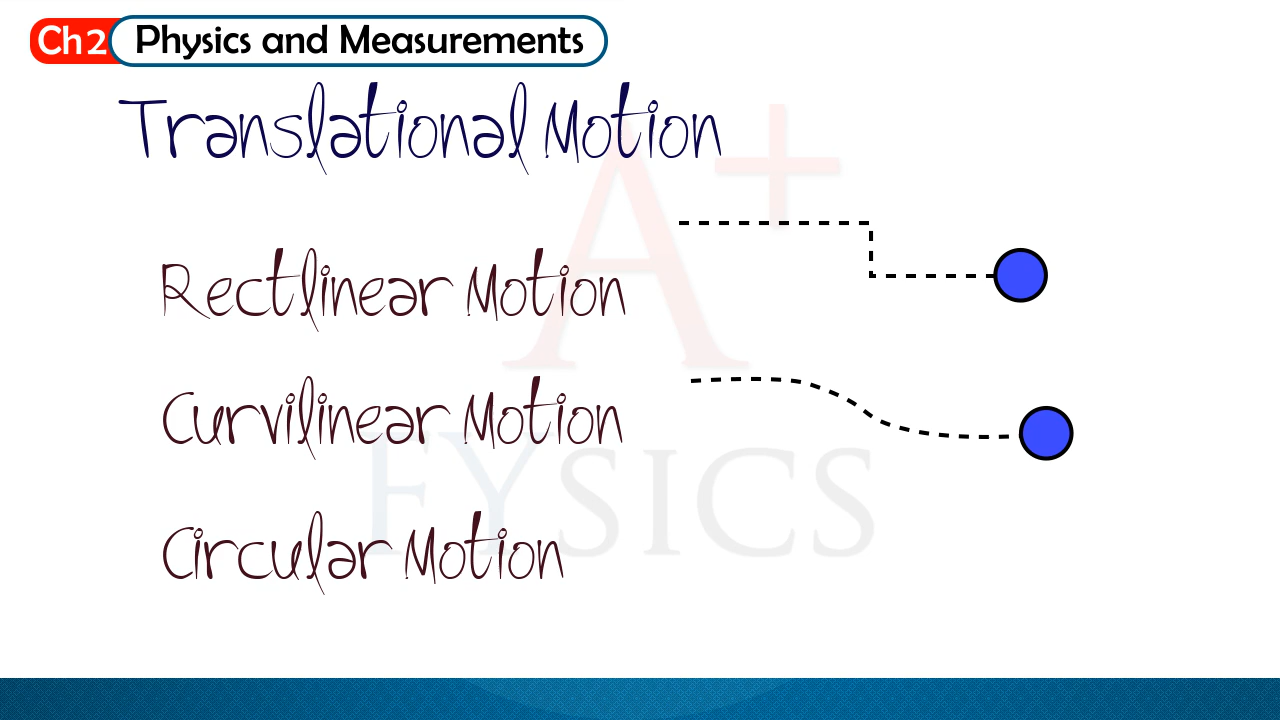 Ch2 Physics and Measurements
Translational Motion
Rectlinear Motion
Curvilinear Motion
Circular Motion
A+
FYSICS